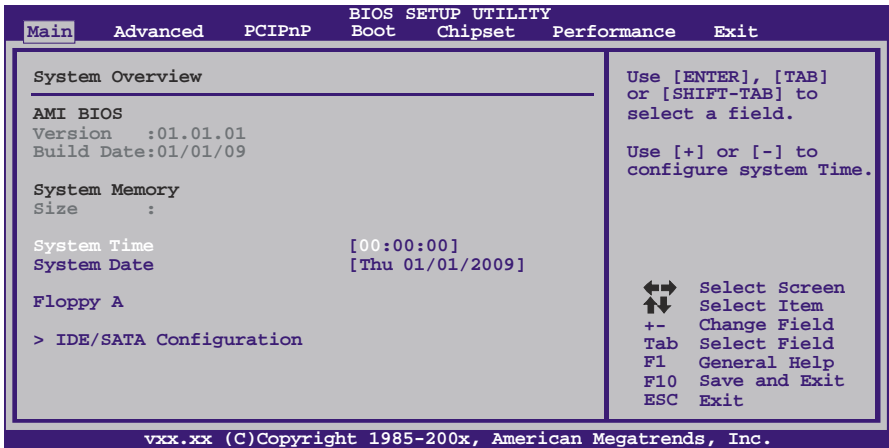 BIOS SETUP UTILITY
Main Advanced PCIPnP Boot Chipset Performance Exit
System Overview
AMI BIOS
Version :01.01.01
Build Date:01/01/09
System Memory
Size :
System Time [00:00:00]
System Date [Thu 01/01/2009]
Floppy A
> IDE/SATA Configuration
Use [ENTER], [TAB]
or [SHIFT-TAB] to
select a field.
Use [+] or [-] to
configure system Time.
Select Screen
Select Item
+- Change Field
Tab Select Field
F1 General Help
F10 Save and Exit
ESC Exit
vxx.xx (C)Copyright 1985-200x, American Megatrends, Inc.